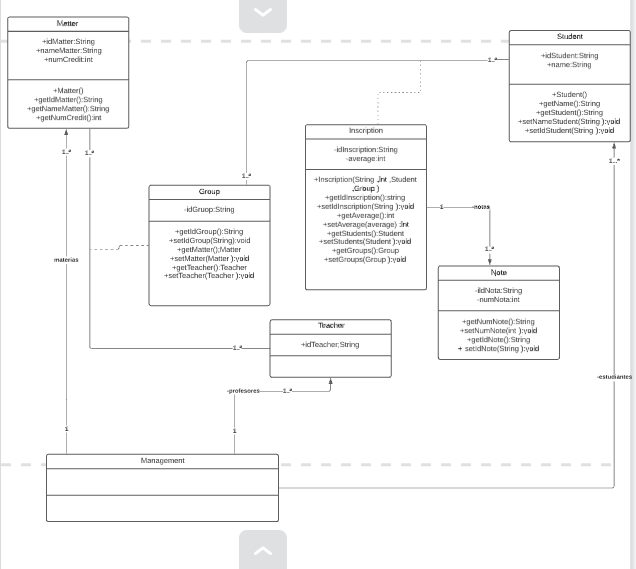 Matter
+idMatter:String
+nameMatter:String
+numCredit:int
+Matter()
+getIdMatter():String
+getNameMatter():String
+getNumCredit():int
Student
+idStudent:String
+name:String
+Student()
+getName():String
+getStudent():String
+setNameStudent(String ):void
+setIdStudent(String ):void
1..*
1..*
Inscription
-idInscription:String
-average:int
+Inscription(String ,Int ,Student
,Group )
+getIdInscription():string
+setIdInscription(String ):void
+getAverage():int
+setAverage(average) :Int
+getStudents():Student
+setStudents(Student ):void
+getGroups():Group
+setGroups(Group ):void
1..*
1..*
1..*
Group
-idGruop:String
+getIdGroup():String
+setIdGroup(String):void
+getMatter():Matter
+setMatter(Matter ):void
+getTeacher():Teacher
+setTeacher(Teacher ):void
1
-notas
1..*
materias
Note
-ildNota:String
-numNota:int
+getNumNote():String
+setNumNote(int ):void
+getIdNote():String
+ setIdNote(String ):void
Teacher
+idTeacher;String
1..*
-profesores
1..*
-estudiantes
1
1
Management